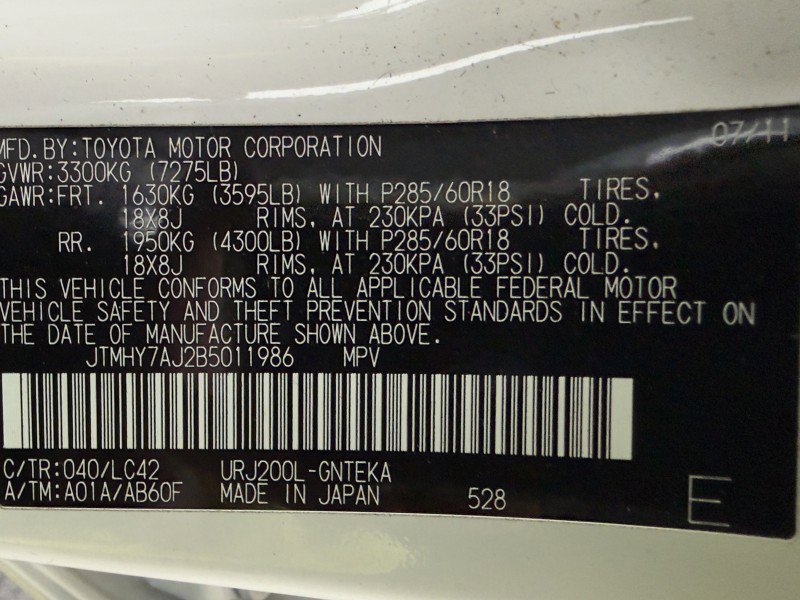 07/11
MFD.BY:TOYOTA MOTOR CORPORATION
GVWR:3300KG (7275LB)
GAWR:FRT. 1630KG (3595LB) WITH P285/60R18 TIRES.
18X8J RIMS, AT 230KPA (33PSI) COLD.
RR. 1950KG (4300LB) WITH P285/60R18 TIRES.
18X8J RIMS, AT 230KPA (33PSI) COLD.
THIS VEHICLE CONFORMS TO ALL APPLICABLE FEDERAL MOTOR
VEHICLE SAFETY AND THEFT PREVENTION STANDARDS IN EFFECT ON
THE DATE OF MANUFACTURE SHOWN ABOVE.
JTMHY7AJ2B5011986 MPV
C/TR:040/LC42 URJ200L-GNTEKA
A/TM:A01A/AB60F MADE IN JAPAN 528
E